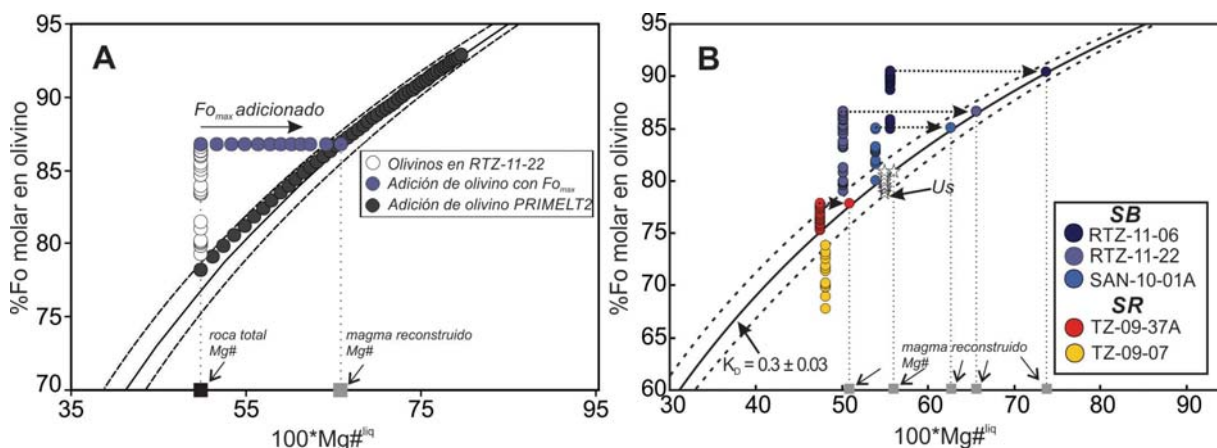 A
95
90
85
80
75
70
%Fo molar en olivino
35
55
75
95
100*Mg#liq
Fomax adicionado
Olivinos en RTZ-11-22
Adición de olivino con Fomax
Adición de olivino PRIMELT2
roca total
Mg#
magma reconstruido
Mg#
B
95
90
85
80
75
70
65
60
%Fo molar en olivino
30
40
50
60
70
80
90
100*Mg#liq
Us
KD = 0.3 ± 0.03
magma reconstruido
Mg#
SB
RTZ-11-06
RTZ-11-22
SAN-10-01A
SR
TZ-09-37A
TZ-09-07